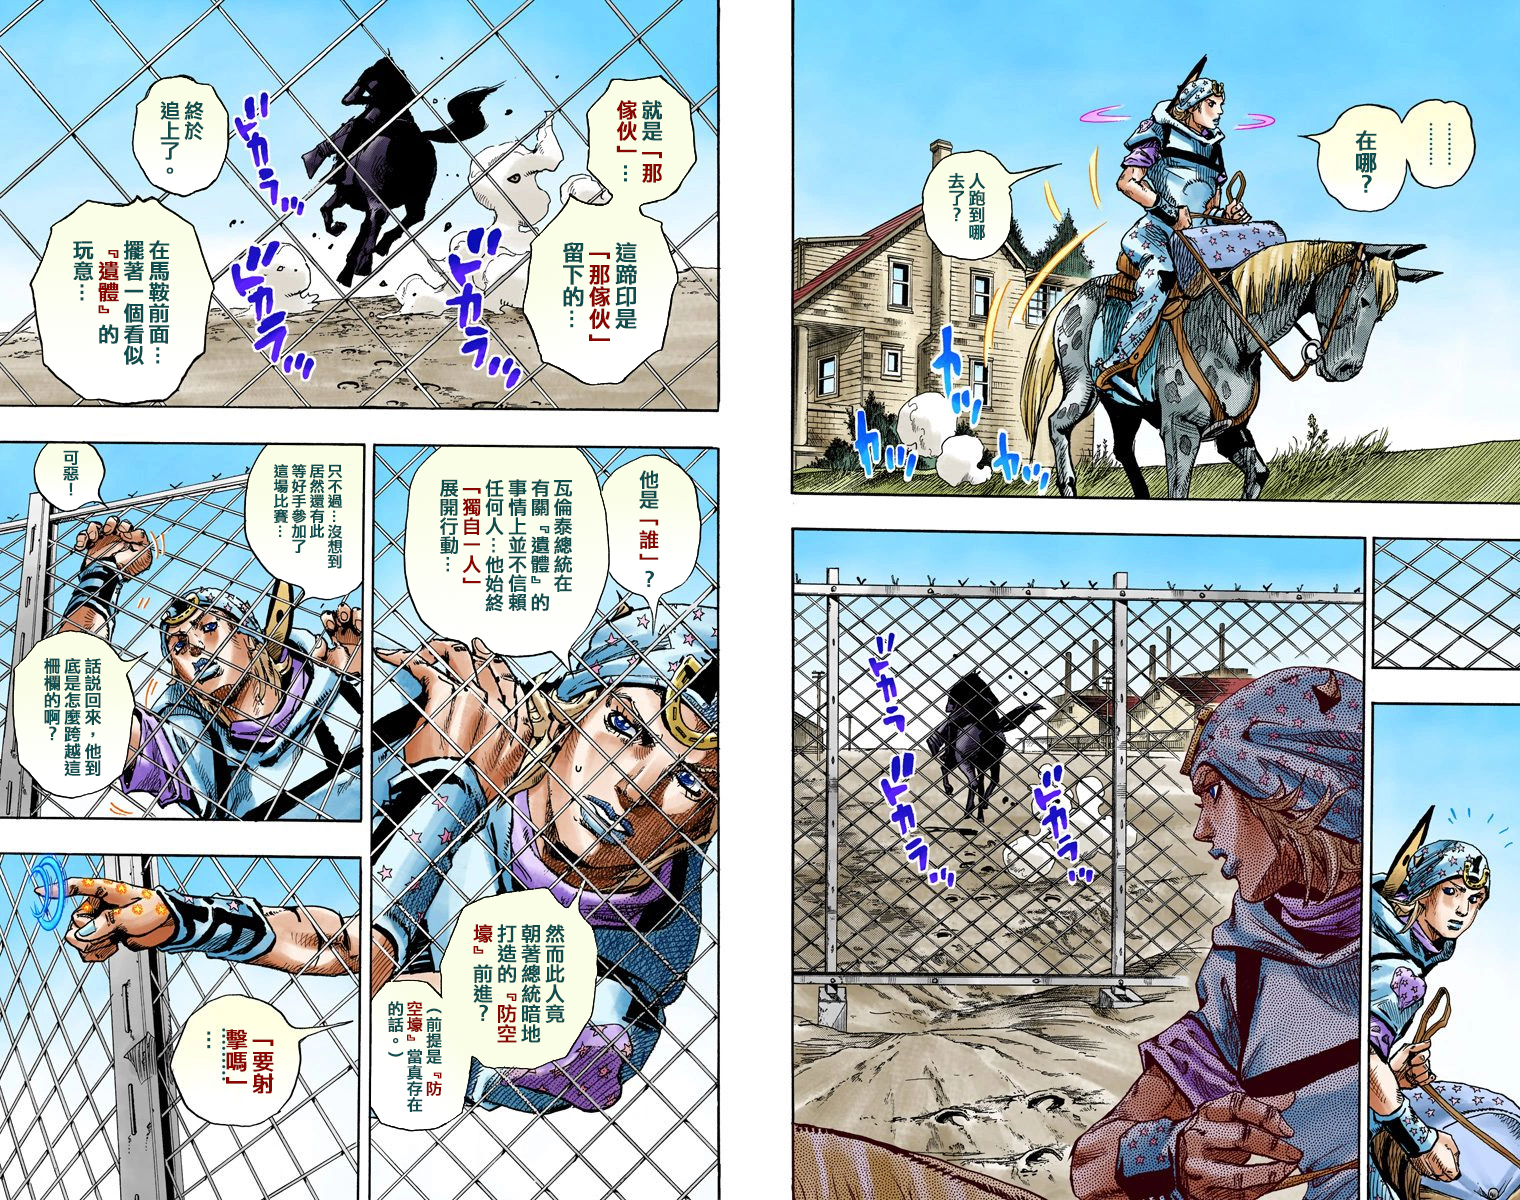 ………
………
在哪？
人跑到哪
去了？
ヤッ
カッ
カッ
ドカラッ
ドカラッ
ドカラッ
就是「那
傢伙」…
這蹄印是
「那傢伙」
留下的…
終於
追上了。
在馬鞍前面…
擺著一個看似
『遺體』的
玩意…
ドカラッ
ドカラッ
ドカラッ
他是「誰」？
瓦倫泰總統在
有關『遺體』的
事情上並不信賴
任何人…他始終
「獨自一人」
展開行動…
然而此人竟
朝著總統暗地
打造的『防空
壕』前進？
（前提是『防
空壕』當真存在
的話。）
只不過…沒想到
居然還有此
等好手參加了
這場比賽…
可惡！
話說回來，他到
底是怎麼跨越這
柵欄的啊？
「要射
擊嗎」
………
…